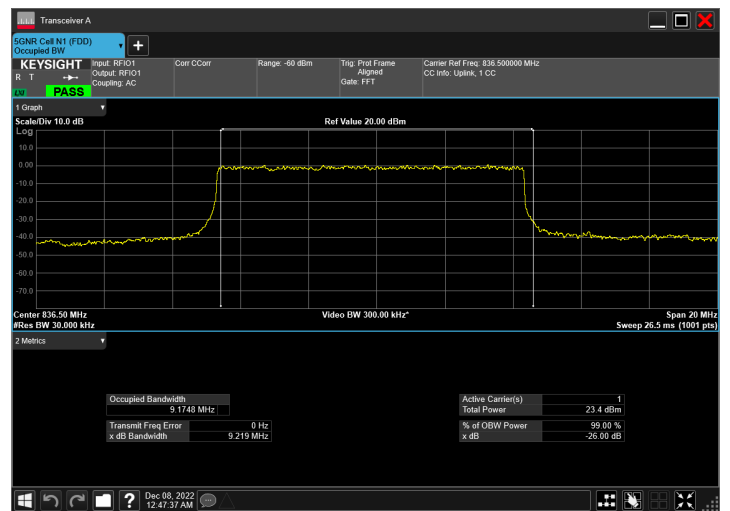 Transceiver A
5GNR Cell N1 (FDD)
Occupied BW
KEYSIGHT
R T
LXI
PASS
Input: RFIO1
Output: RFIO1
Coupling: AC
Corr CCorr
Range: -60 dBm
Trig: Prot Frame
Aligned
Gate: FFT
Carrier Ref Freq: 836.500000 MHz
CC Info: Uplink, 1 CC
1 Graph
Scale/Div 10.0 dB
Ref Value 20.00 dBm
Log
10.0
0.00
-10.0
-20.0
-30.0
-40.0
-50.0
-60.0
-70.0
Center 836.50 MHz
Video BW 300.00 kHz*
Span 20 MHz
#Res BW 30.000 kHz
Sweep 26.5 ms (1001 pts)
2 Metrics
Occupied Bandwidth
9.1748 MHz
Transmit Freq Error 0 Hz
x dB Bandwidth 9.219 MHz
Active Carrier(s) 1
Total Power 23.4 dBm
% of OBW Power 99.00 %
x dB -26.00 dB
Dec 08, 2022
12:47:37 AM